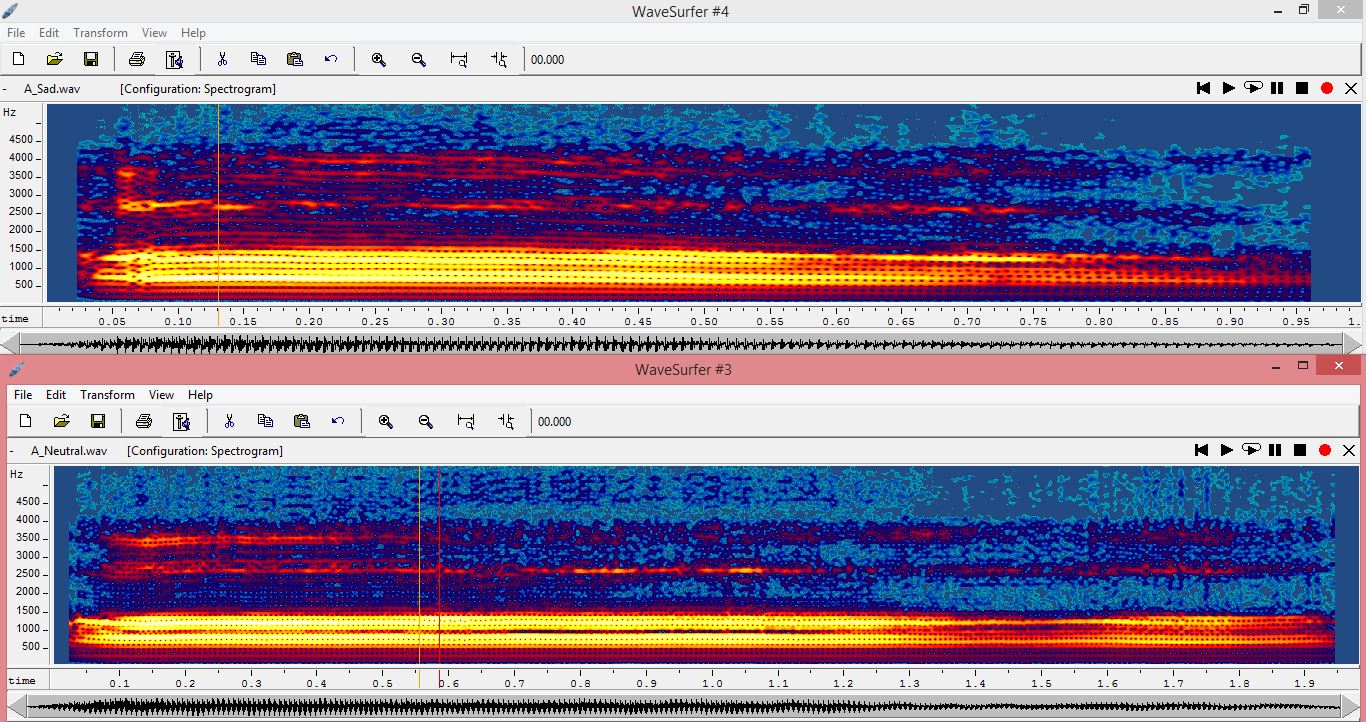 WaveSurfer #4
File Edit Transform View Help
00.000
- A_Sad.wav [Configuration: Spectrogram]
Hz
4500
4000
3500
3000
2500
2000
1500
1000
500
time 0.05 0.10 0.15 0.20 0.25 0.30 0.35 0.40 0.45 0.50 0.55 0.60 0.65 0.70 0.75 0.80 0.85 0.90 0.95 1.
WaveSurfer #3
File Edit Transform View Help
00.000
- A_Neutral.wav [Configuration: Spectrogram]
Hz
4500
4000
3500
3000
2500
2000
1500
1000
500
time 0.1 0.2 0.3 0.4 0.5 0.6 0.7 0.8 0.9 1.0 1.1 1.2 1.3 1.4 1.5 1.6 1.7 1.8 1.9